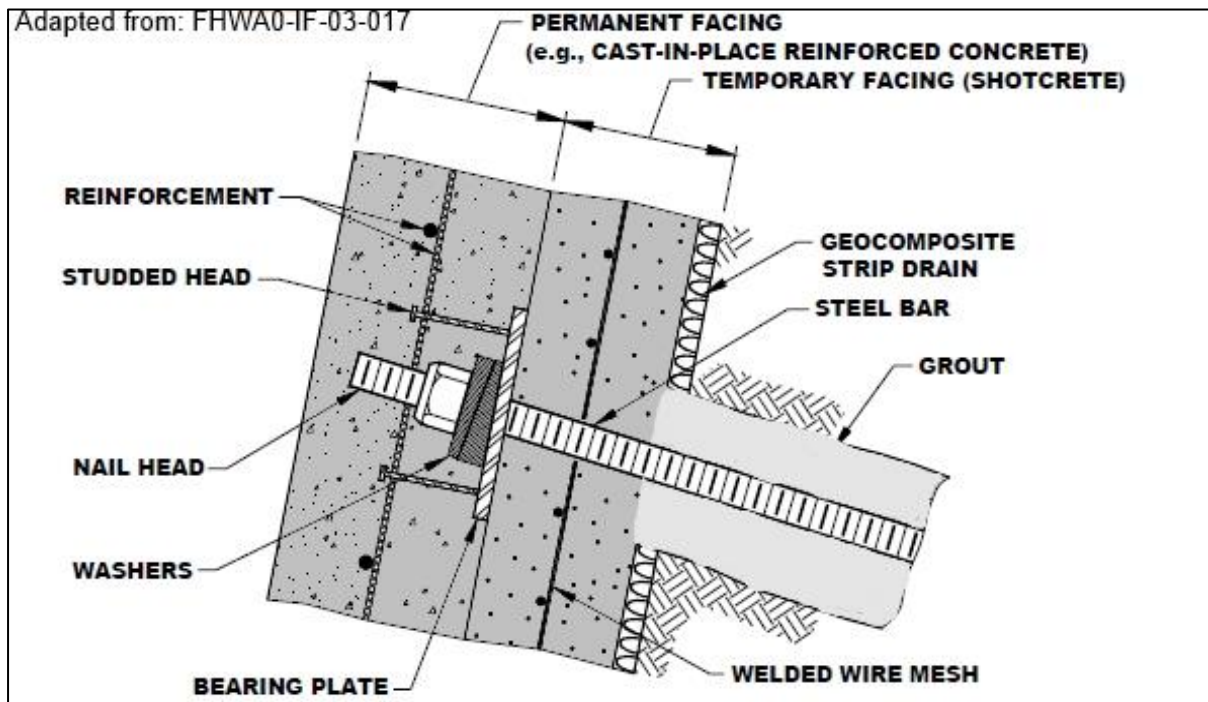 Adapted from: FHWA0-IF-03-017
PERMANENT FACING
(e.g., CAST-IN-PLACE REINFORCED CONCRETE)
TEMPORARY FACING (SHOTCRETE)
REINFORCEMENT
STUDDED HEAD
GEOCOMPOSITE
STRIP DRAIN
STEEL BAR
GROUT
NAIL HEAD
WASHERS
BEARING PLATE
WELDED WIRE MESH